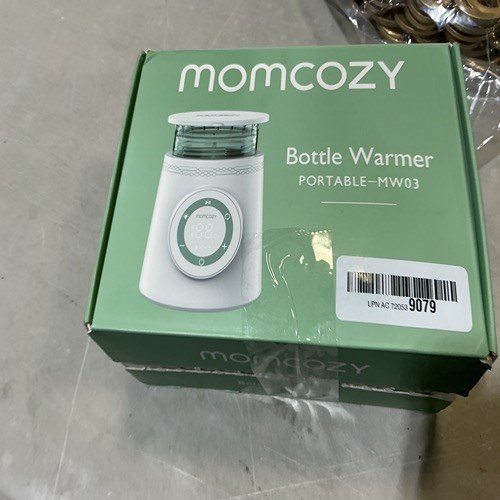 momcozy
Bottle Warmer
PORTABLE-MW03
MOMCOZY
LPN AC 72053 9079
momcozy